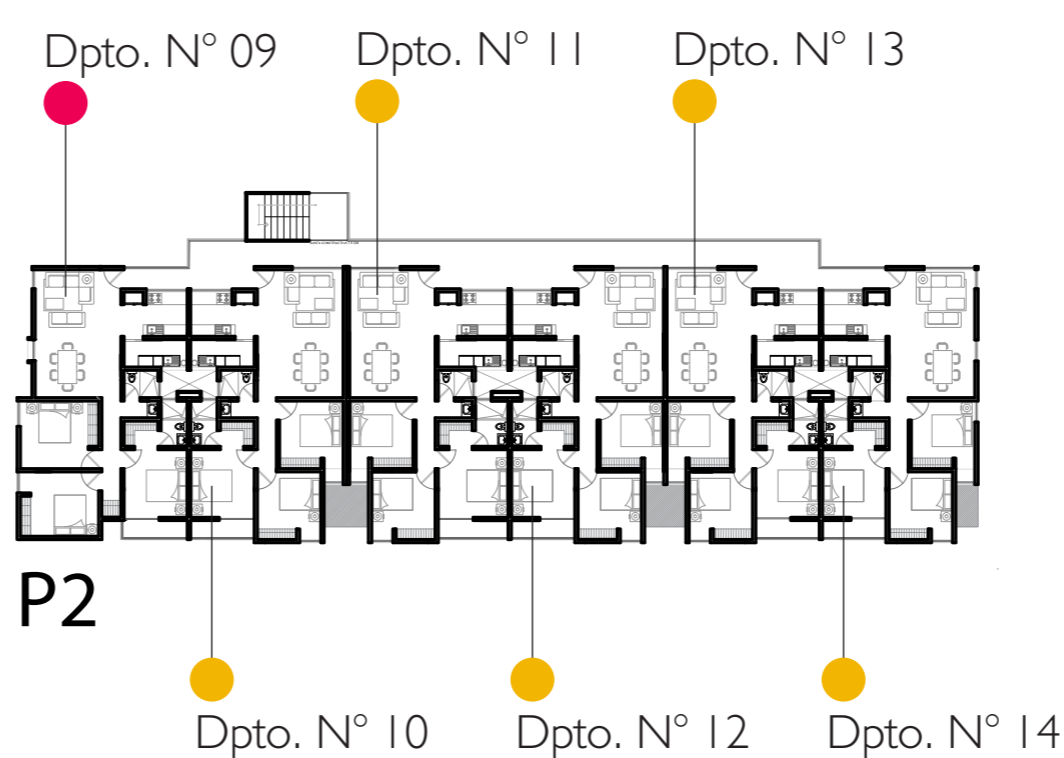 Dpto. N° 09
Dpto. N° 11
Dpto. N° 13
P2
Dpto. N° 10
Dpto. N° 12
Dpto. N° 14